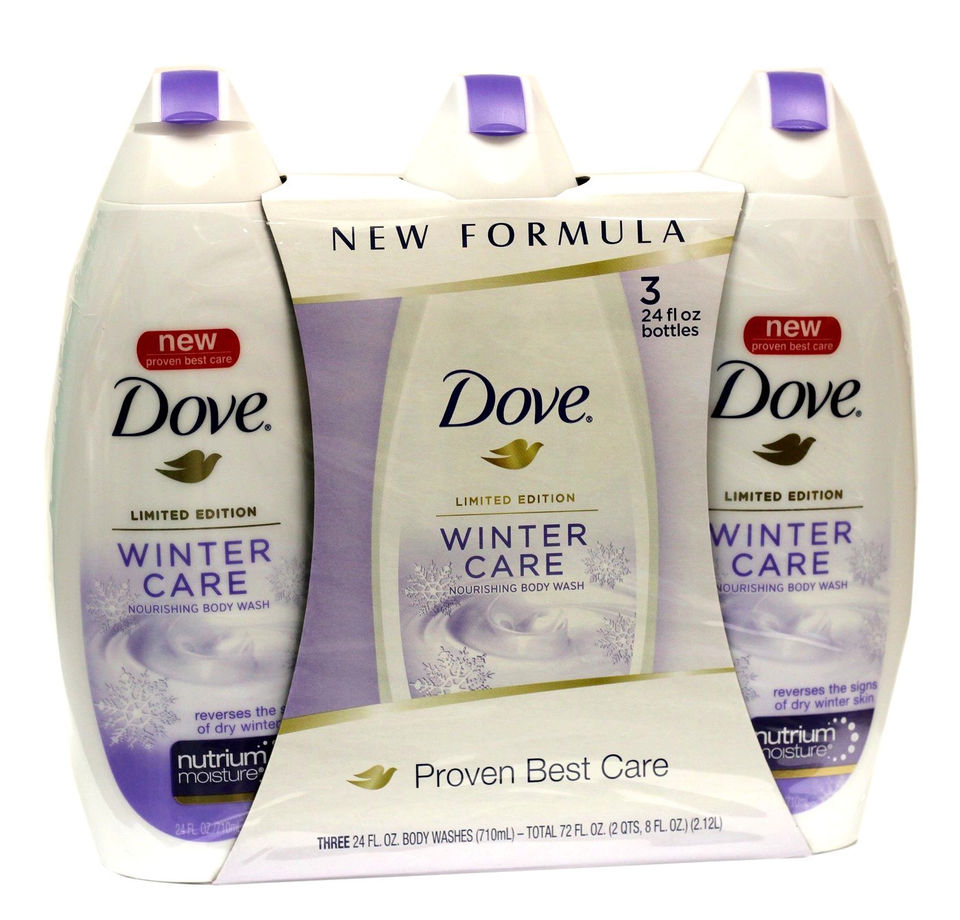 NEW FORMULA
3
24 fl oz
bottles
new
proven best care
Dove®
LIMITED EDITION
WINTER
CARE
NOURISHING BODY WASH
reverses the s
of dry winter
nutrium
moisture®
24 FL OZ (710m
Dove®
LIMITED EDITION
WINTER
CARE
NOURISHING BODY WASH
new
proven best care
Dove®
LIMITED EDITION
WINTER
CARE
NOURISHING BODY WASH
reverses the signs
of dry winter skin
nutrium
moisture®
Proven Best Care
THREE 24 FL. OZ. BODY WASHES (710mL) – TOTAL 72 FL. OZ. (2 QTS, 8 FL. OZ.) (2.12L)